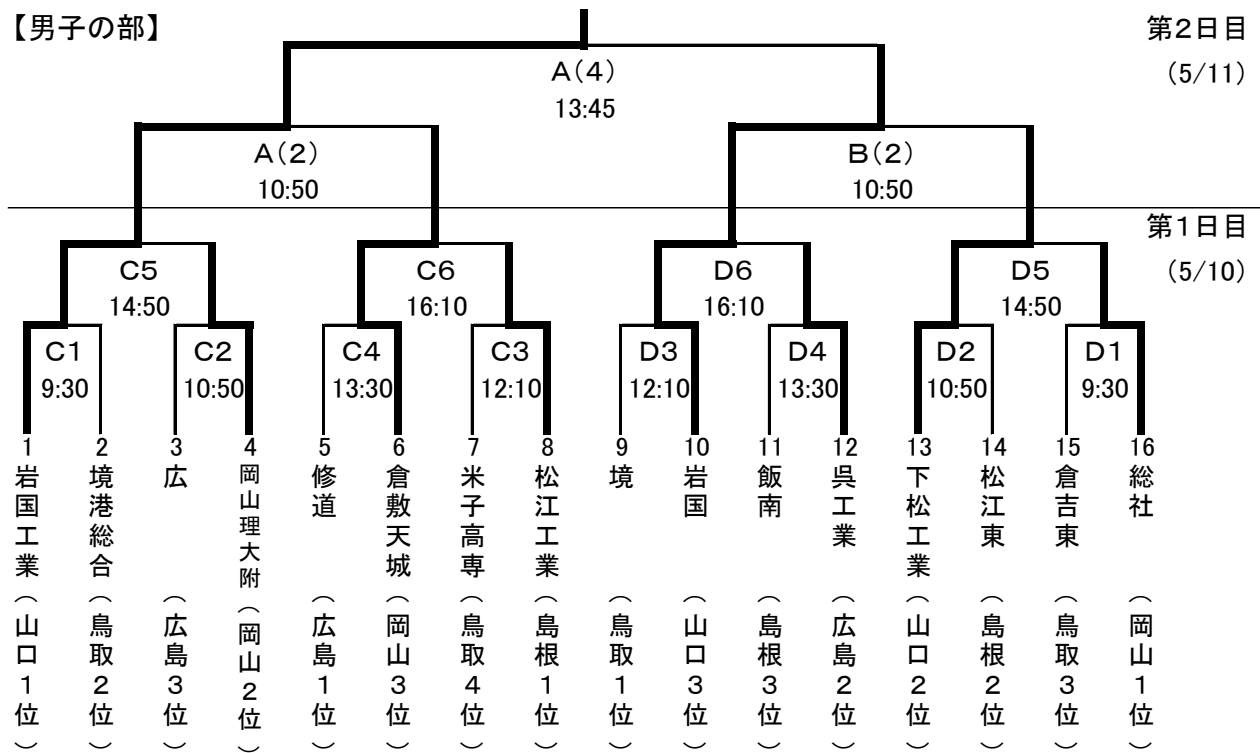 【男子の部】
第2日目
(5/11)
A(4)
13:45
A(2)
10:50
B(2)
10:50
第1日目
(5/10)
C5
14:50
C6
16:10
D6
16:10
D5
14:50
C1
9:30
C2
10:50
C4
13:30
C3
12:10
D3
12:10
D4
13:30
D2
10:50
D1
9:30
1 岩国工業(山口1位)
2 境港総合(鳥取2位)
3 広(広島3位)
4 岡山理大附(岡山2位)
5 修道(広島1位)
6 倉敷天城(岡山3位)
7 米子高専(鳥取4位)
8 松江工業(島根1位)
9 境(鳥取1位)
10 岩国(山口3位)
11 飯南(島根3位)
12 呉工業(広島2位)
13 下松工業(山口2位)
14 松江東(島根2位)
15 倉吉東(鳥取3位)
16 総社(岡山1位)